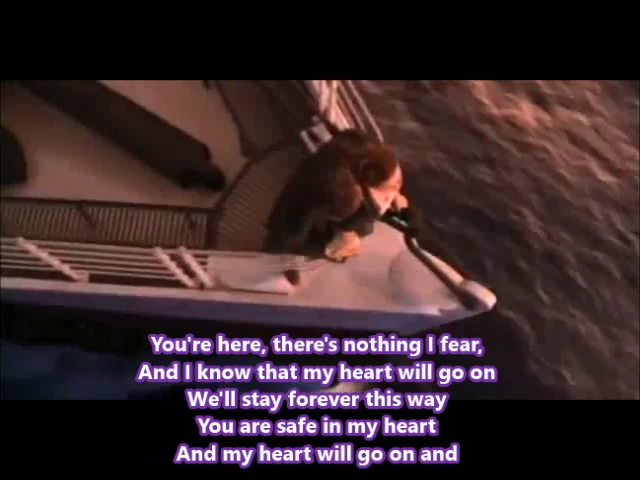 You're here, there's nothing I fear,
And I know that my heart will go on
We'll stay forever this way
You are safe in my heart
And my heart will go on and